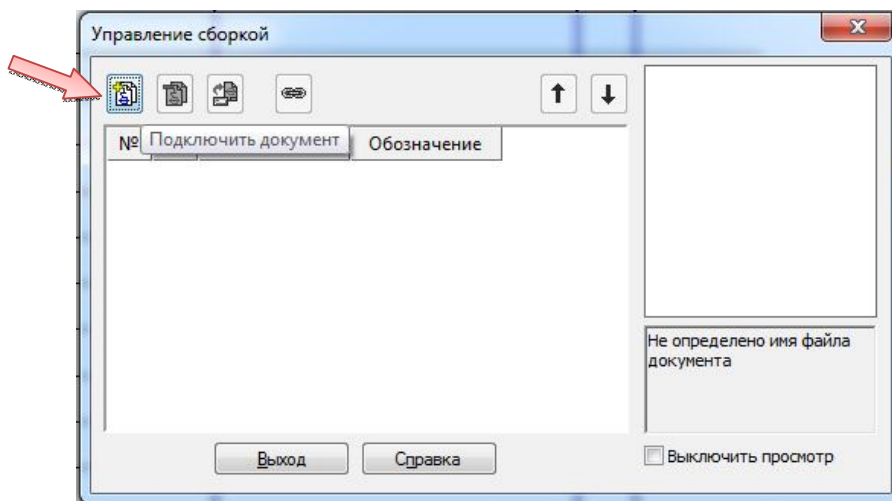 Управление сборкой
№ Подключить документ Обозначение
Не определено имя файла
документа
Выход Справка Выключить просмотр